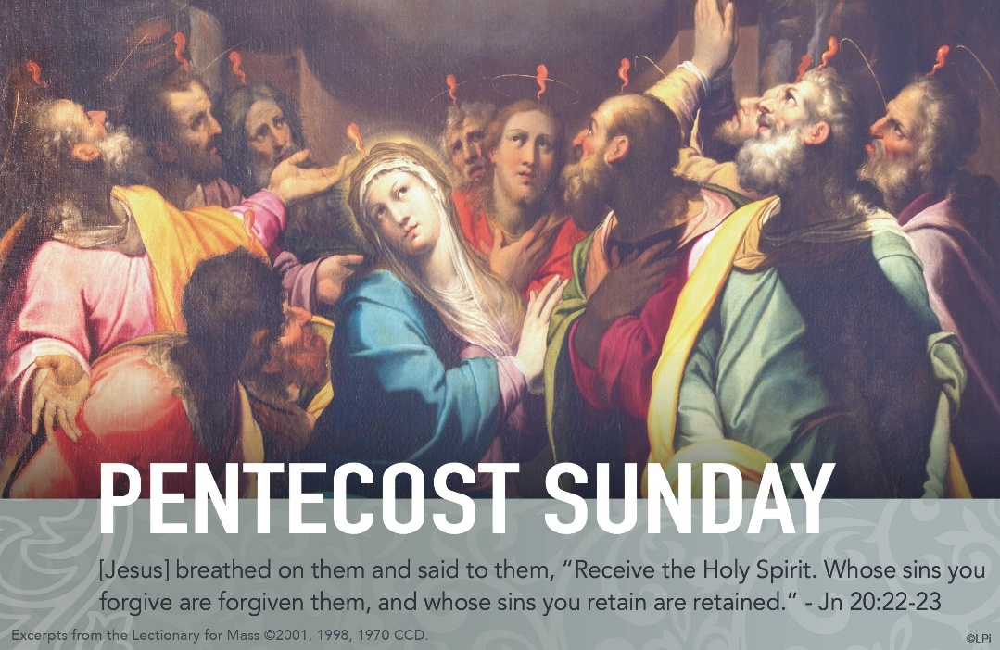 PENTECOST SUNDAY
[Jesus] breathed on them and said to them, “Receive the Holy Spirit. Whose sins you
forgive are forgiven them, and whose sins you retain are retained.” - Jn 20:22-23
Excerpts from the Lectionary for Mass ©2001, 1998, 1970 CCD.
©LPi